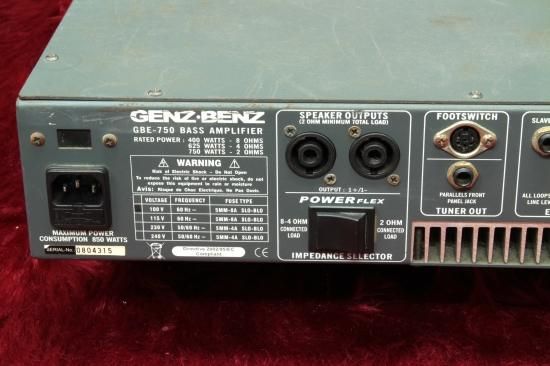 GENZ·BENZ
GBE-750 BASS AMPLIFIER
RATED POWER: 400 WATTS - 8 OHMS
625 WATTS - 4 OHMS
750 WATTS - 2 OHMS
WARNING
Risk of Electric Shock - Do Not Open
To reduce the risk of fire or electric shock, do not
expose this equipment to rain or moisture
Avis: Risque de Choc Electrique. Ne Pas Ouvrir.
VOLTAGE FREQUENCY FUSE TYPE
100 V 60 Hz~ 5MM-8A SLO-BLO
115 V 60 Hz~ 5MM-8A SLO-BLO
230 V 50/60 Hz~ 5MM-4A SLO-BLO
240 V 50/60 Hz~ 5MM-4A SLO-BLO
MAXIMUM POWER
CONSUMPTION 850 WATTS
SERIAL-No: 0804315
Directive 2002/95/EC
Compliant
CE
SPEAKER OUTPUTS
(2 OHM MINIMUM TOTAL LOAD)
OUTPUT: 1+/1-
POWER FLEX
8-4 OHM
CONNECTED
LOAD
2 OHM
CONNECTED
LOAD
IMPEDANCE SELECTOR
FOOTSWITCH
PARALLELS FRONT
PANEL JACK
TUNER OUT
SLAVE
ALL LOOPS
LINE LEVEL